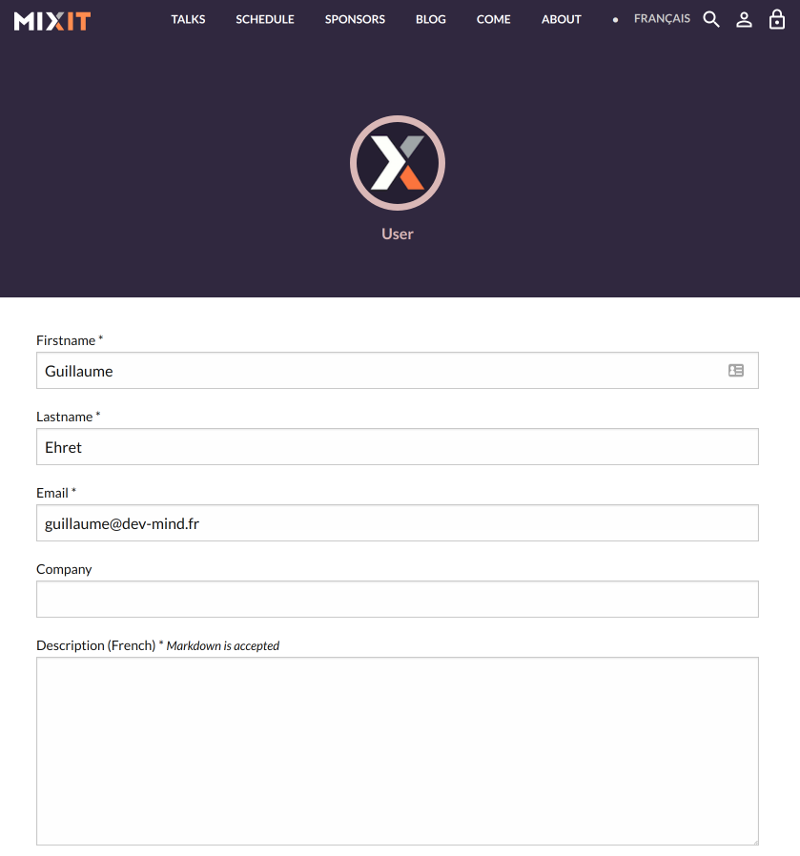 MIXIT TALKS SCHEDULE SPONSORS BLOG COME ABOUT • FRANÇAIS
User
Firstname *
Guillaume
Lastname *
Ehret
Email *
guillaume@dev-mind.fr
Company
Description (French) * Markdown is accepted